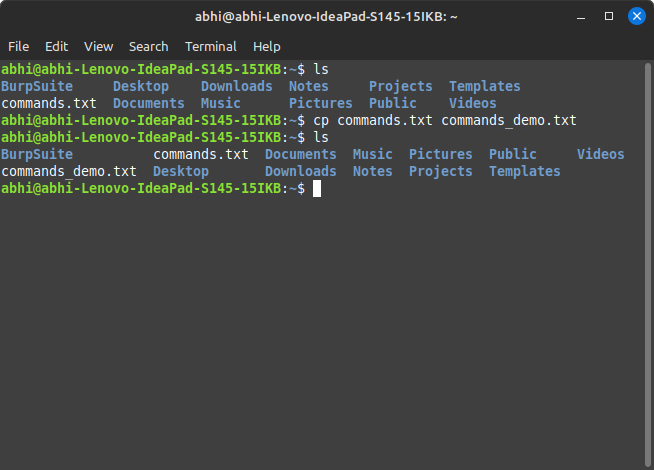 abhi@abhi-Lenovo-IdeaPad-S145-15IKB: ~
File Edit View Search Terminal Help
abhi@abhi-Lenovo-IdeaPad-S145-15IKB:~$ ls
BurpSuite Desktop Downloads Notes Projects Templates
commands.txt Documents Music Pictures Public Videos
abhi@abhi-Lenovo-IdeaPad-S145-15IKB:~$ cp commands.txt commands_demo.txt
abhi@abhi-Lenovo-IdeaPad-S145-15IKB:~$ ls
BurpSuite commands.txt Documents Music Pictures Public Videos
commands_demo.txt Desktop Downloads Notes Projects Templates
abhi@abhi-Lenovo-IdeaPad-S145-15IKB:~$